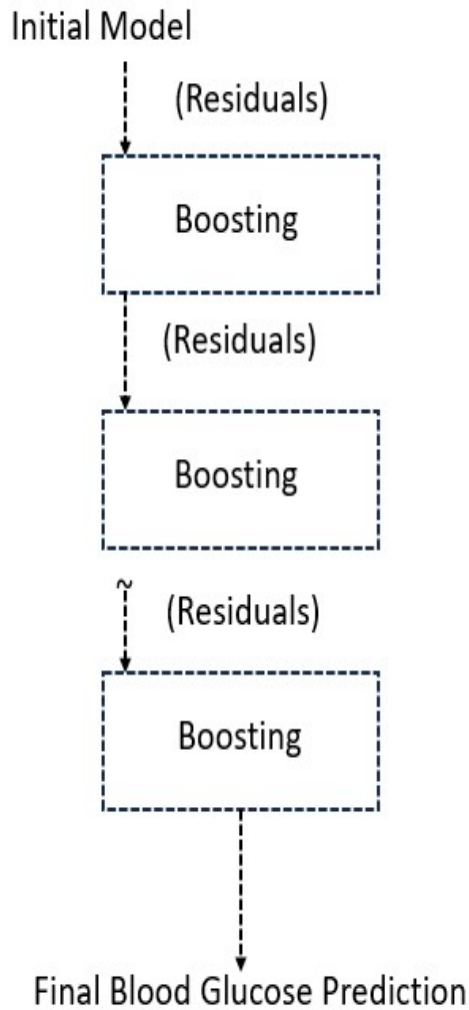 Initial Model
(Residuals)
Boosting
(Residuals)
Boosting
~
(Residuals)
Boosting
Final Blood Glucose Prediction